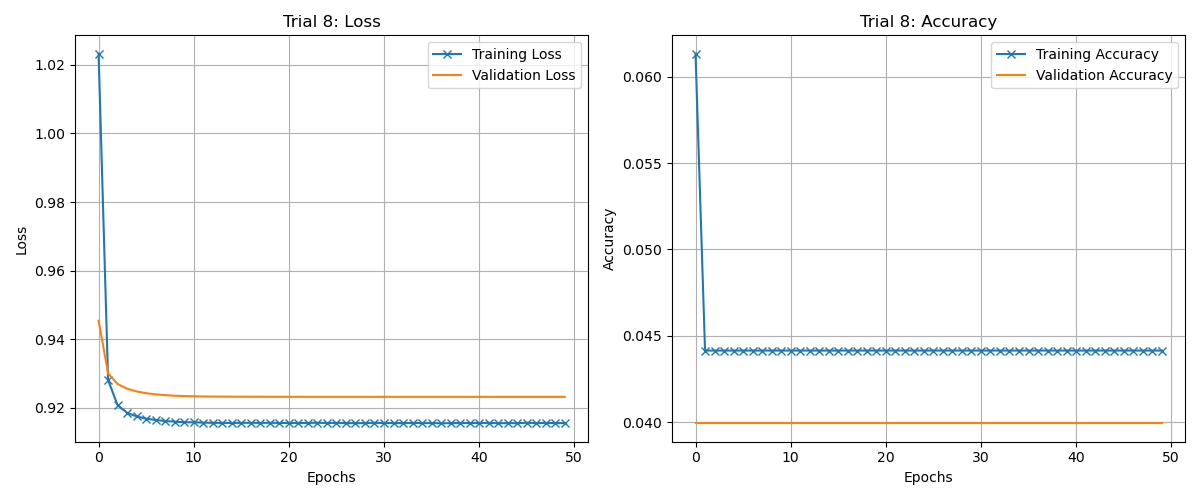 Trial 8: Loss
Training Loss
Validation Loss
1.02
1.00
0.98
0.96
0.94
0.92
Loss
0
10
20
30
40
50
Epochs
Trial 8: Accuracy
Training Accuracy
Validation Accuracy
0.060
0.055
0.050
0.045
0.040
Accuracy
0
10
20
30
40
50
Epochs